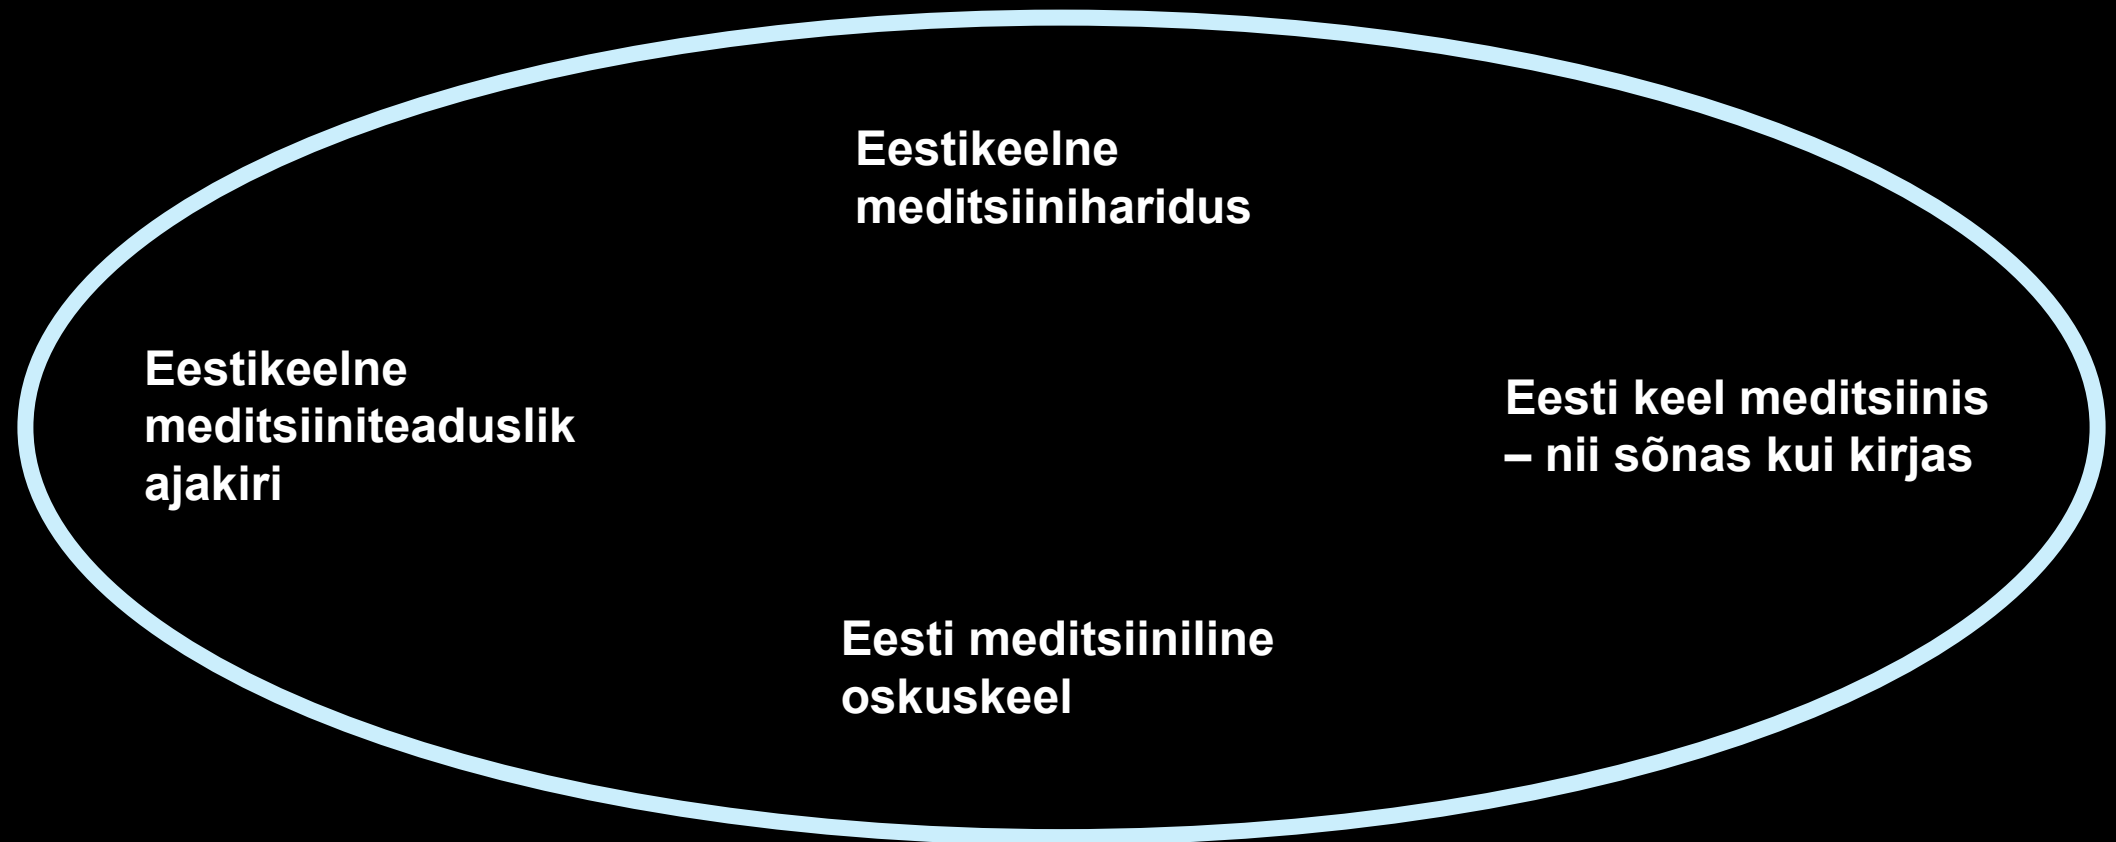 Eestikeelne
meditsiiniharidus
Eestikeelne
meditsiiniteaduslik
ajakiri
Eesti keel meditsiinis
– nii sõnas kui kirjas
Eesti meditsiiniline
oskuskeel